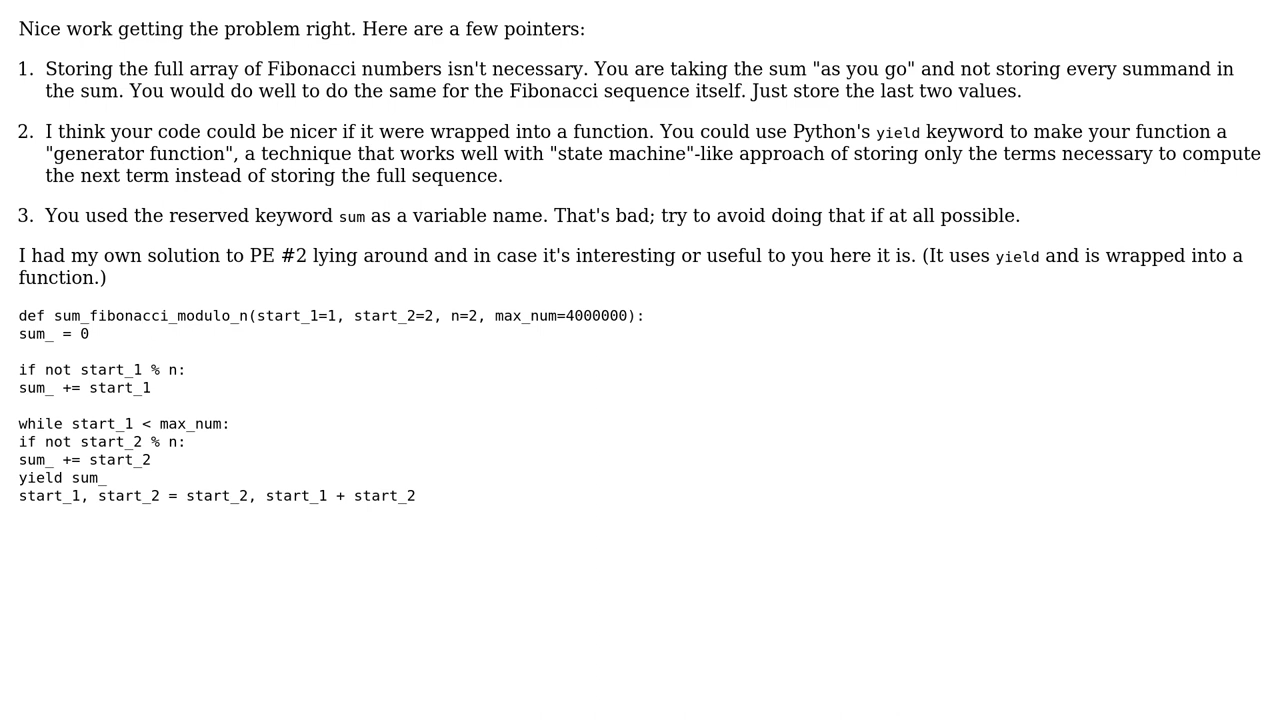 Nice work getting the problem right. Here are a few pointers:
1. Storing the full array of Fibonacci numbers isn't necessary. You are taking the sum "as you go" and not storing every summand in
the sum. You would do well to do the same for the Fibonacci sequence itself. Just store the last two values.
2. I think your code could be nicer if it were wrapped into a function. You could use Python's yield keyword to make your function a
"generator function", a technique that works well with "state machine"-like approach of storing only the terms necessary to compute
the next term instead of storing the full sequence.
3. You used the reserved keyword sum as a variable name. That's bad; try to avoid doing that if at all possible.
I had my own solution to PE #2 lying around and in case it's interesting or useful to you here it is. (It uses yield and is wrapped into a
function.)
def sum_fibonacci_modulo_n(start_1=1, start_2=2, n=2, max_num=4000000):
sum_ = 0
if not start_1 % n:
sum_ += start_1
while start_1 < max_num:
if not start_2 % n:
sum_ += start_2
yield sum_
start_1, start_2 = start_2, start_1 + start_2